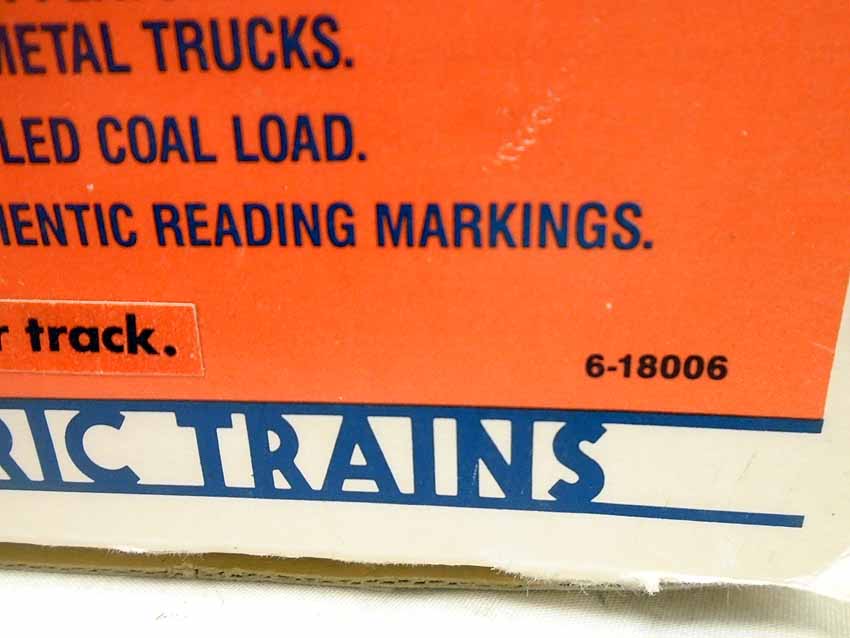 METAL TRUCKS.
LED COAL LOAD.
HENTIC READING MARKINGS.
r track.
6-18006
RIC TRAINS